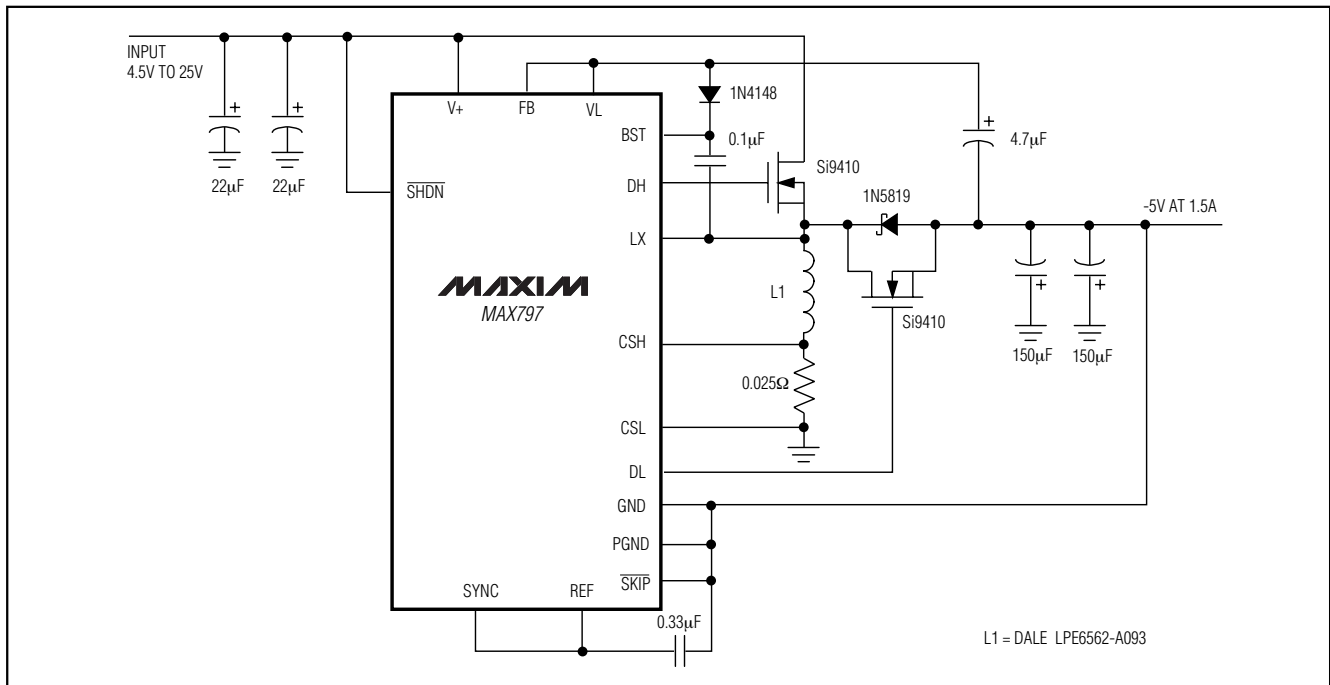 INPUT
4.5V TO 25V
22µF
22µF
V+
FB
VL
1N4148
BST
0.1µF
4.7µF
SHDN
DH
Si9410
1N5819
-5V AT 1.5A
LX
MAXIM
MAX797
L1
Si9410
CSH
150µF
150µF
0.025Ω
CSL
DL
GND
PGND
SKIP
SYNC
REF
0.33µF
L1 = DALE LPE6562-A093